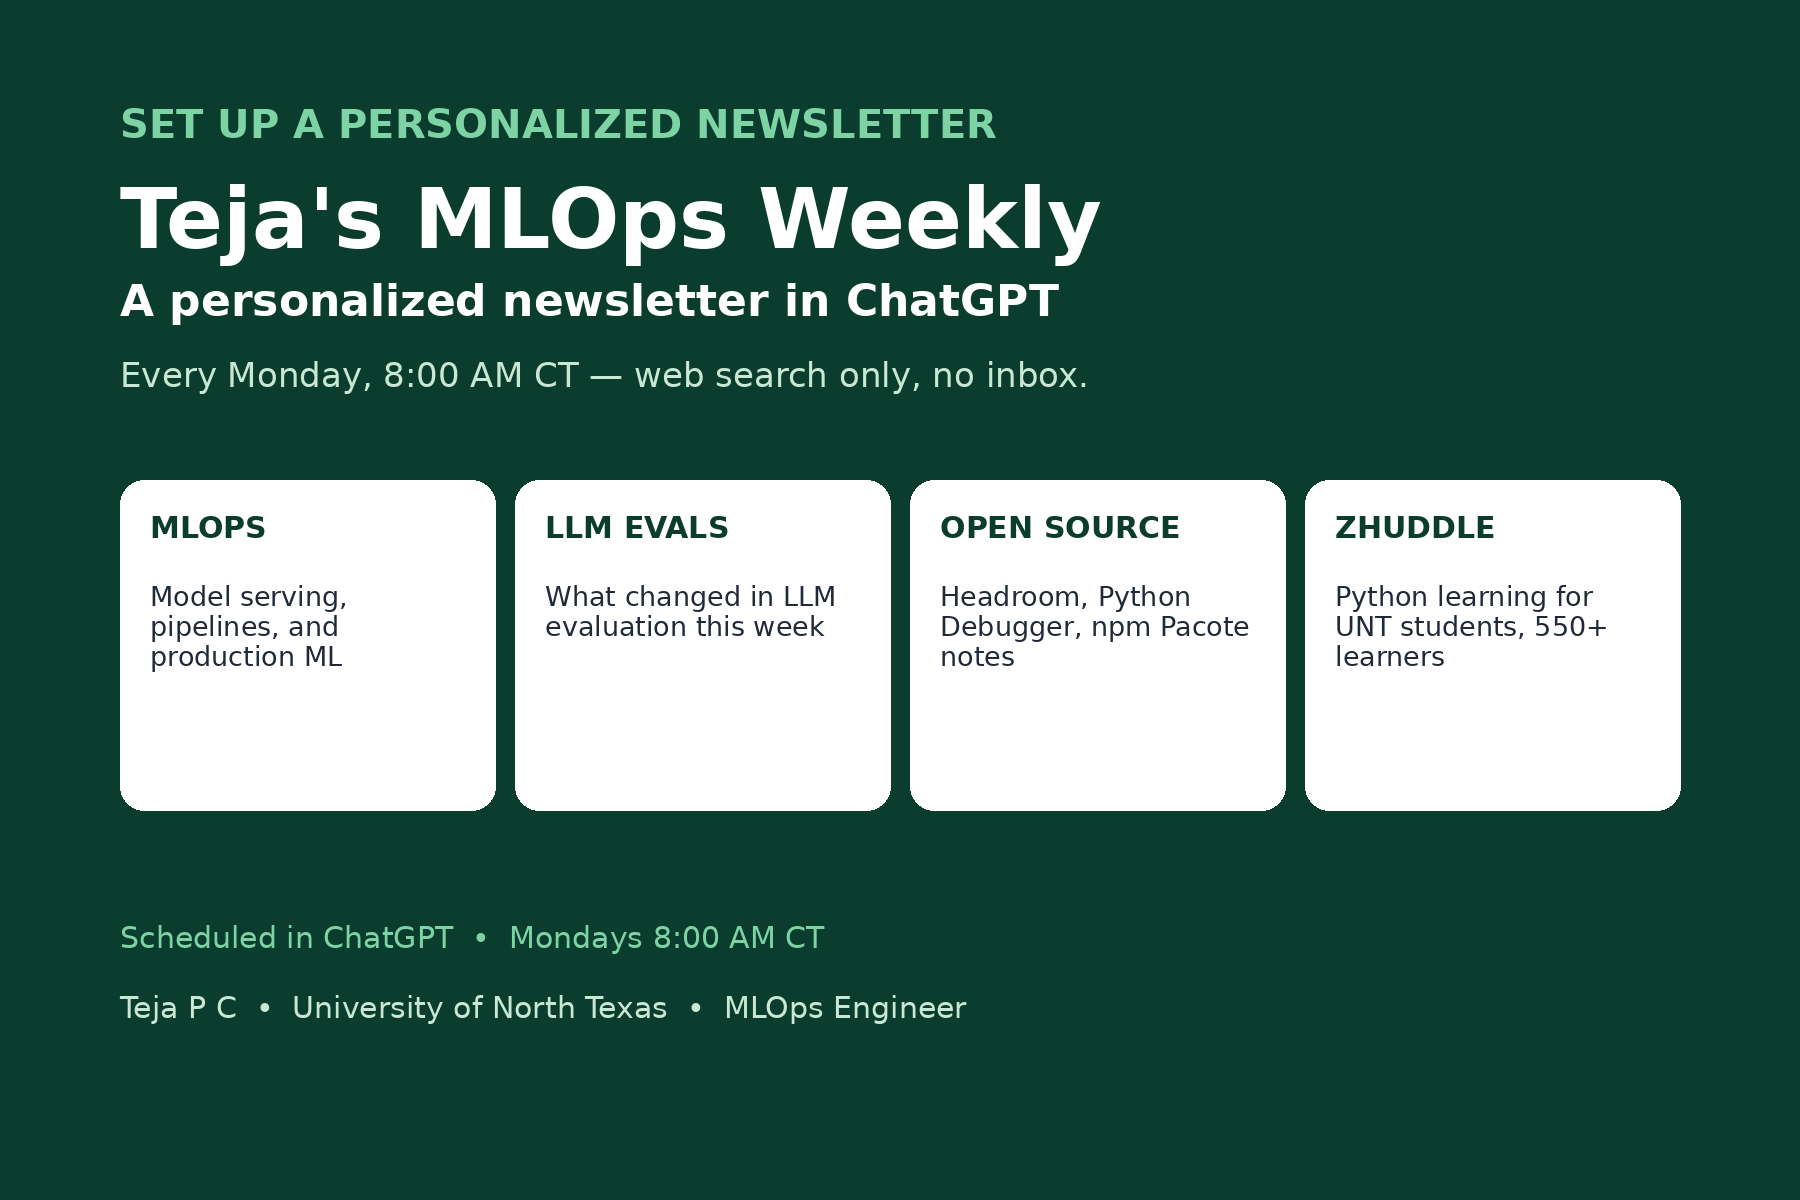 SET UP A PERSONALIZED NEWSLETTER
Teja's MLOps Weekly
A personalized newsletter in ChatGPT
Every Monday, 8:00 AM CT — web search only, no inbox.
MLOPS
Model serving,
pipelines, and
production ML
LLM EVALS
What changed in LLM
evaluation this week
OPEN SOURCE
Headroom, Python
Debugger, npm Pacote
notes
ZHUDDLE
Python learning for
UNT students, 550+
learners
Scheduled in ChatGPT • Mondays 8:00 AM CT
Teja P C • University of North Texas • MLOps Engineer